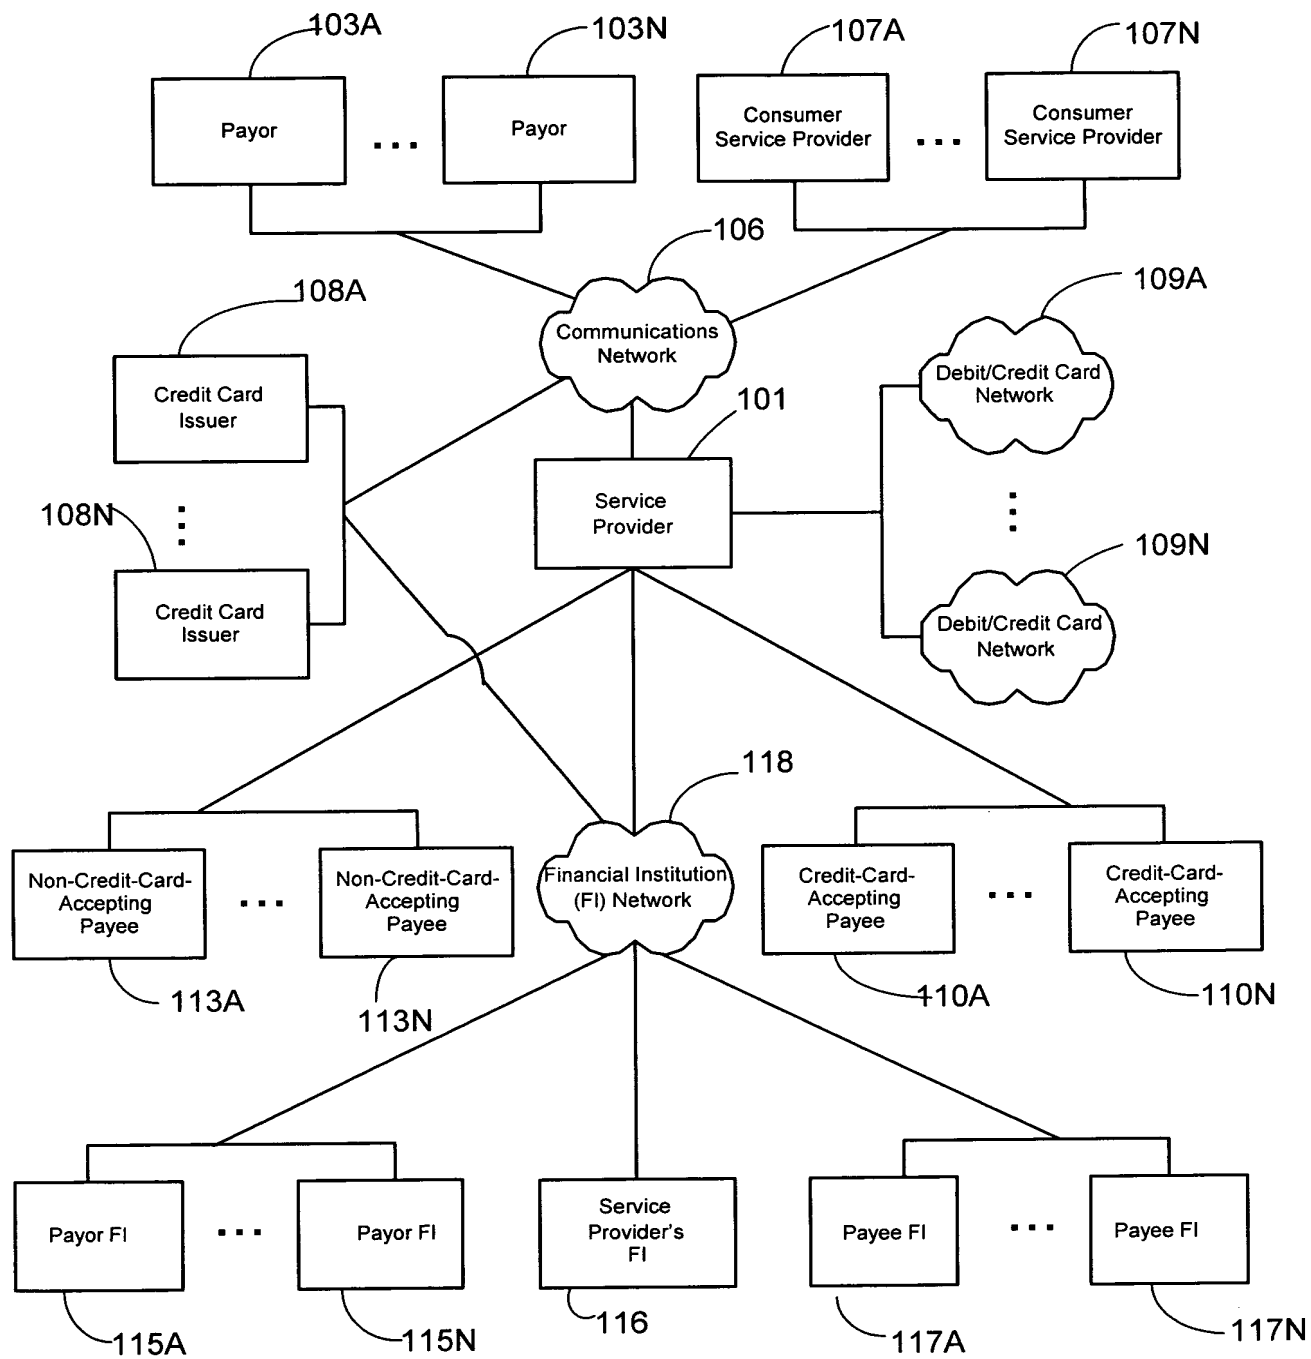 103A
103N
107A
107N
Payor
Payor
Consumer
Service Provider
Consumer
Service Provider
106
108A
109A
Communications
Network
Credit Card
Issuer
101
Debit/Credit Card
Network
108N
Service
Provider
109N
Credit Card
Issuer
Debit/Credit Card
Network
118
Non-Credit-Card-
Accepting
Payee
Non-Credit-Card-
Accepting
Payee
Financial Institution
(FI) Network
Credit-Card-
Accepting
Payee
Credit-Card-
Accepting
Payee
113A
113N
110A
110N
Payor FI
Payor FI
Service
Provider's
FI
Payee FI
Payee FI
115A
115N
116
117A
117N